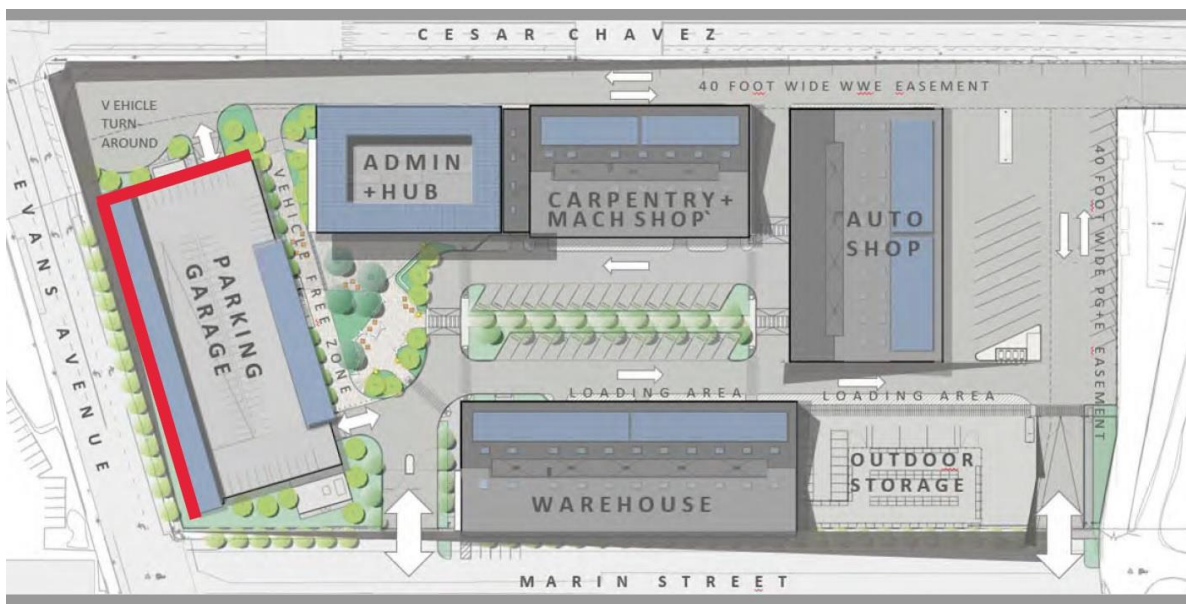 CESAR CHAVEZ
40 FOOT WIDE WWE EASEMENT
VEHICLE
TURN-
AROUND
ADMIN
+HUB
CARPENTRY+
MACH SHOP`
AUTO
SHOP
40 FOOT WIDE PG+E EASEMENT
EVANS AVENUE
PARKING
GARAGE
VEHICLE FREE ZONE
LOADING AREA
LOADING AREA
WAREHOUSE
OUTDOOR
STORAGE
MARIN STREET